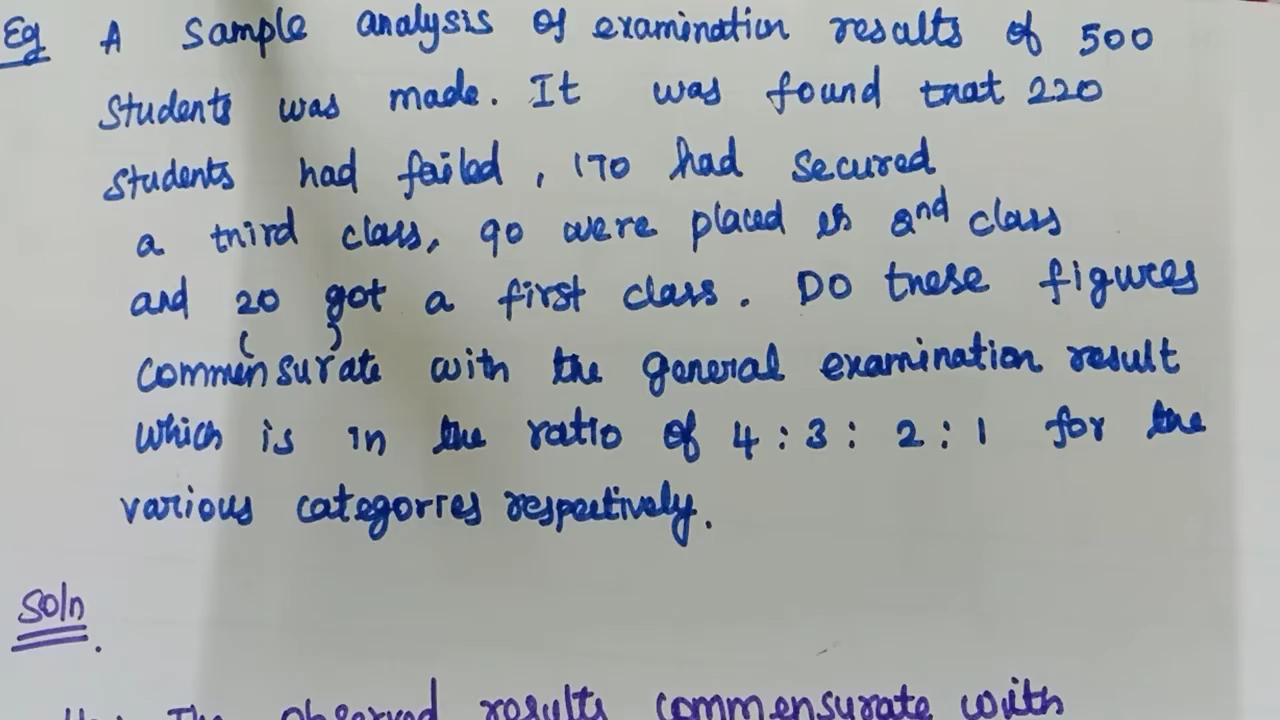 Eg A sample analysis of examination results of 500
students was made. It was found that 220
students had failed, 170 had secured
a third class, 90 were placed in 2nd class
and 20 got a first class. Do these figures
commensurate with the general examination result
which is in the ratio of 4:3:2:1 for the
various categories respectively.
Soln
Ho: The observed results commensurate with